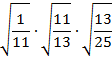 √(1/11) · √(11/13) · √(13/25)